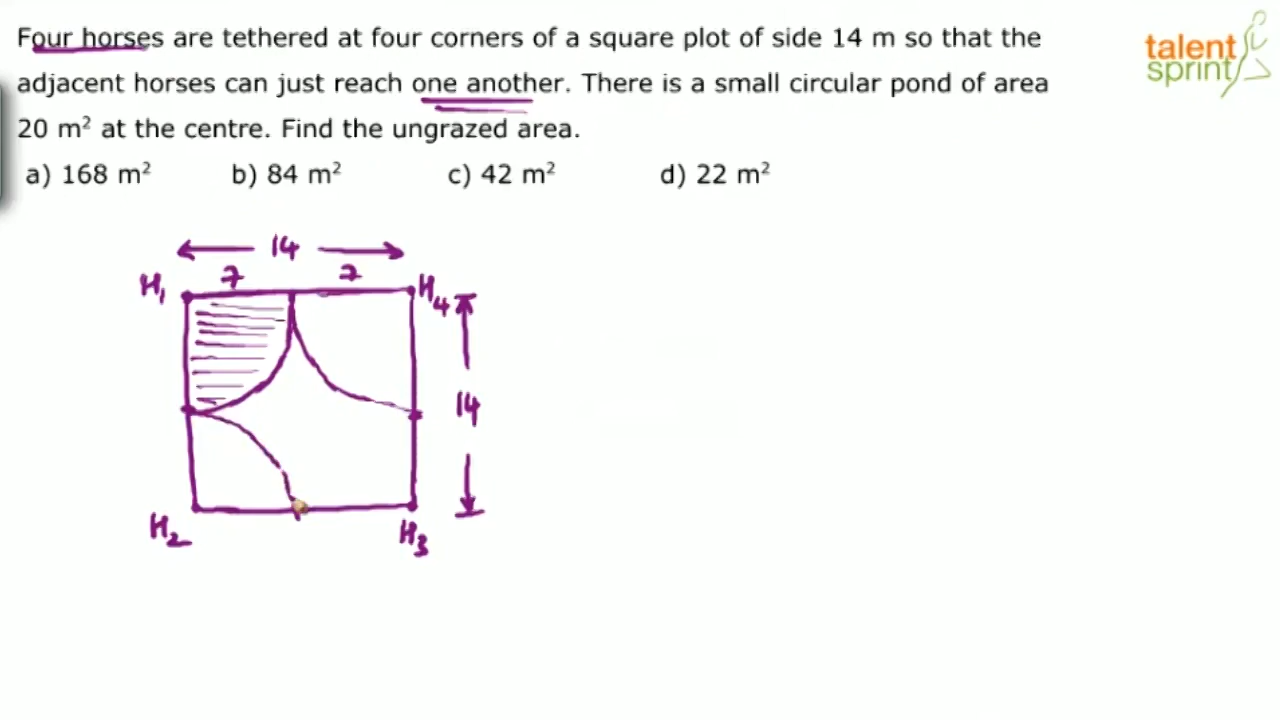 Four horses are tethered at four corners of a square plot of side 14 m so that the
adjacent horses can just reach one another. There is a small circular pond of area
20 m² at the centre. Find the ungrazed area.
a) 168 m² b) 84 m² c) 42 m² d) 22 m²
talent
sprint
14
7 7
H₁ H₄
14
H₂ H₃